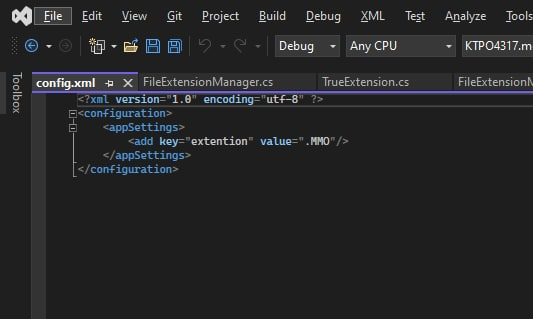 File Edit View Git Project Build Debug XML Test Analyze Tools
Debug Any CPU KTPO4317.m
Toolbox
config.xml FileExtensionManager.cs TrueExtension.cs FileExtensionM
<?xml version="1.0" encoding="utf-8" ?>
<configuration>
<appSettings>
<add key="extention" value=".MMO"/>
</appSettings>
</configuration>